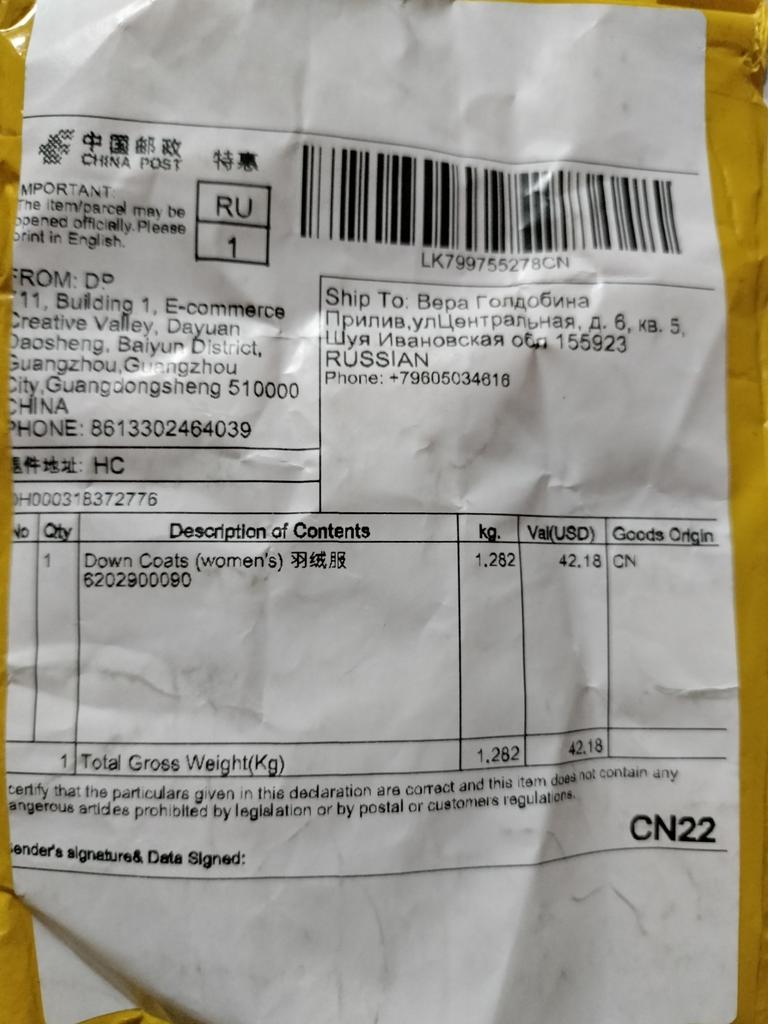 中国邮政
CHINA POST
特惠
MPORTANT:
The item/parcel may be
opened officially. Please
print in English.
RU
1
LK799755278CN
FROM: DP
11, Building 1, E-commerce
Creative Valley, Dayuan
Daosheng, Baiyun District,
Guangzhou,Guangzhou
City,Guangdongsheng 510000
CHINA
PHONE: 8613302464039
Ship To: Вера Голдобина
Прилив,улЦентральная, д. 6, кв. 5,
Шуя Ивановская обл 155923
RUSSIAN
Phone: +79605034616
退件地址: HC
DH000318372776
No Qty Description of Contents kg. Val(USD) Goods Origin
1 Down Coats (women's) 羽绒服 1.282 42.18 CN
6202900090
1 Total Gross Weight(Kg) 1.282 42.18
certify that the particulars given in this declaration are correct and this item does not contain any
angerous articles prohibited by legislation or by postal or customers regulations.
CN22
ender's signature& Data Signed: